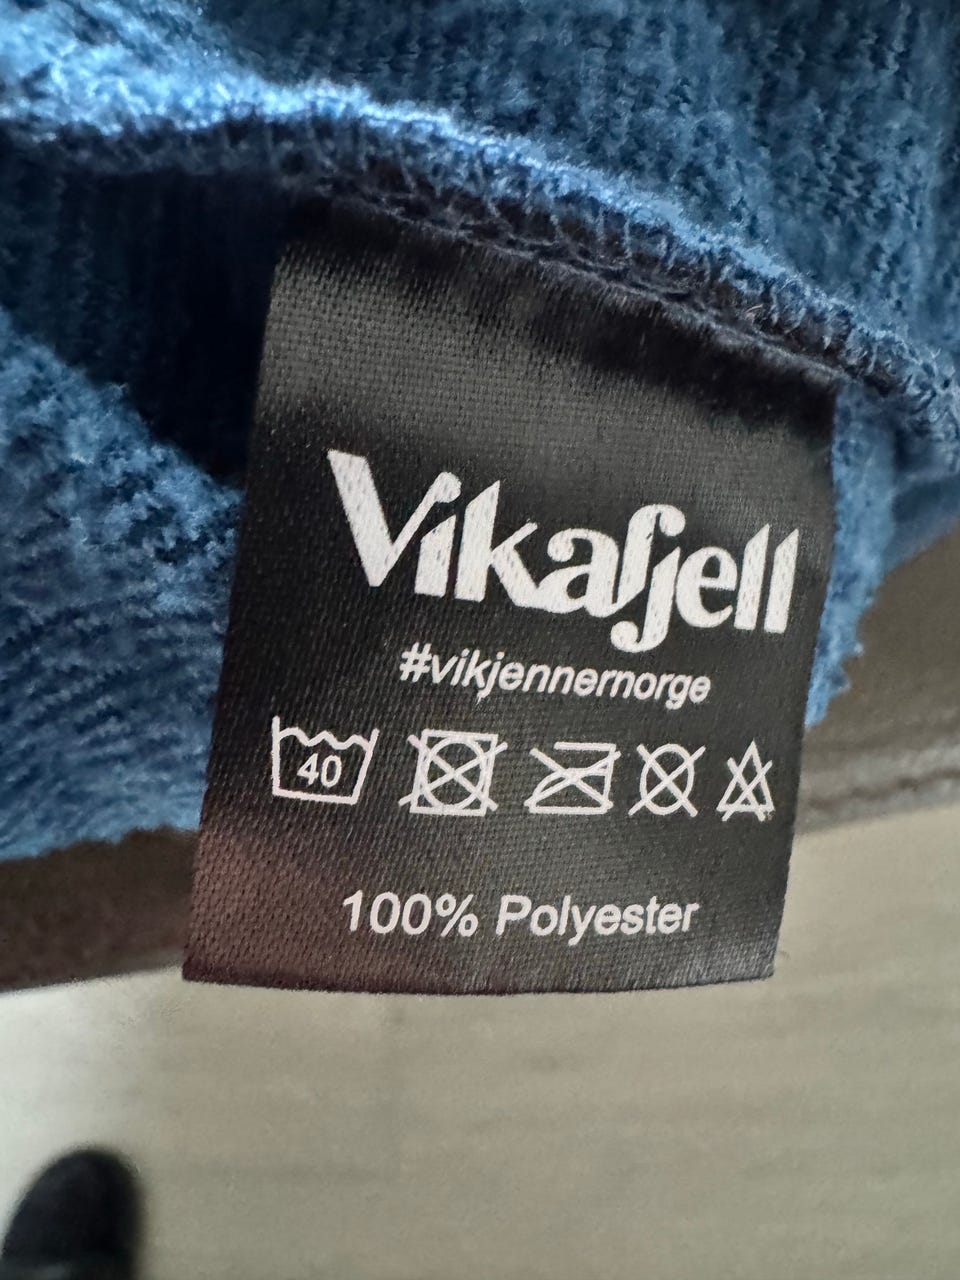 Vikafjell
#vikjennernorge
40
100% Polyester